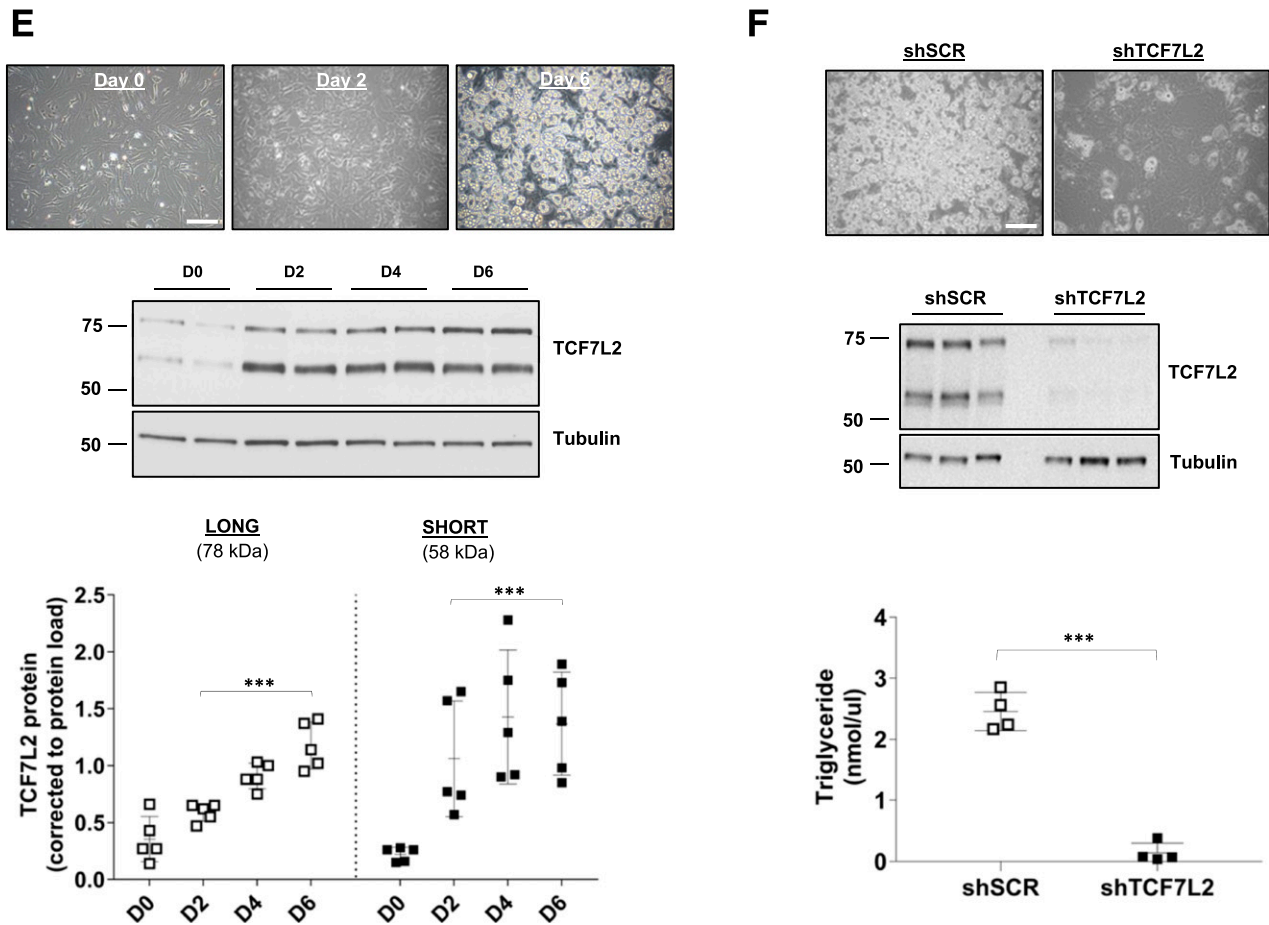 E
Day 0 Day 2 Day 6
D0 D2 D4 D6
75
TCF7L2
50
50
Tubulin
LONG SHORT
(78 kDa) (58 kDa)
TCF7L2 protein
(corrected to protein load)
2.5
2.0
1.5
1.0
0.5
0.0
***
***
D0 D2 D4 D6 D0 D2 D4 D6
F
shSCR shTCF7L2
shSCR shTCF7L2
75
TCF7L2
50
50
Tubulin
Triglyceride
(nmol/ul)
4
3
2
1
0
***
shSCR shTCF7L2